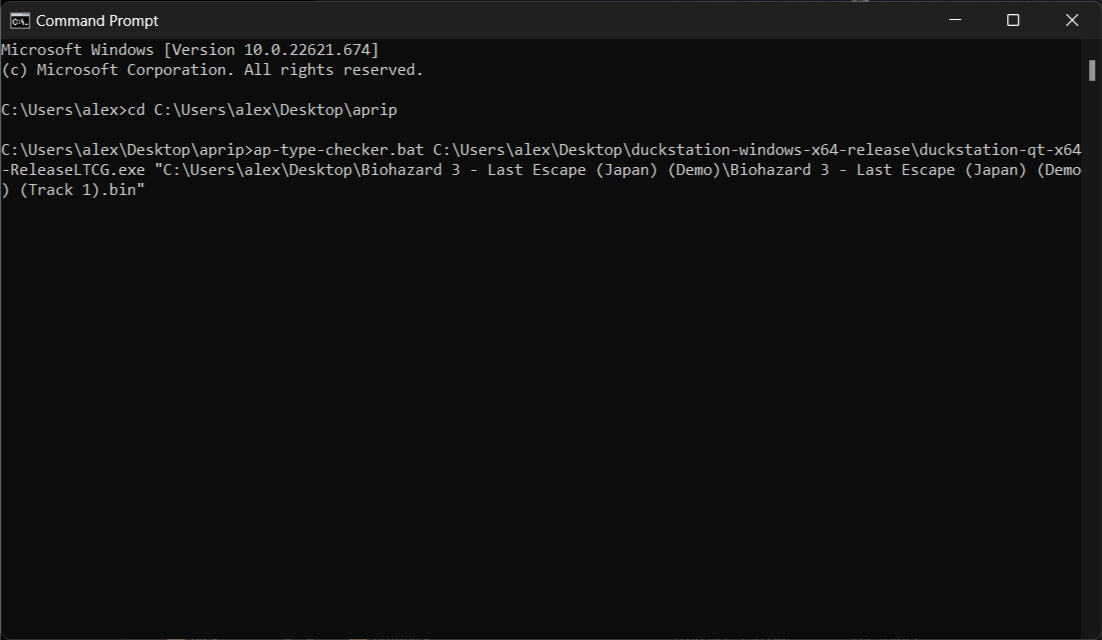 Command Prompt
Microsoft Windows [Version 10.0.22621.674]
(c) Microsoft Corporation. All rights reserved.
C:\Users\alex>cd C:\Users\alex\Desktop\aprip
C:\Users\alex\Desktop\aprip>ap-type-checker.bat C:\Users\alex\Desktop\duckstation-windows-x64-release\duckstation-qt-x64
-ReleaseLTCG.exe "C:\Users\alex\Desktop\Biohazard 3 - Last Escape (Japan) (Demo)\Biohazard 3 - Last Escape (Japan) (Demo
) (Track 1).bin"